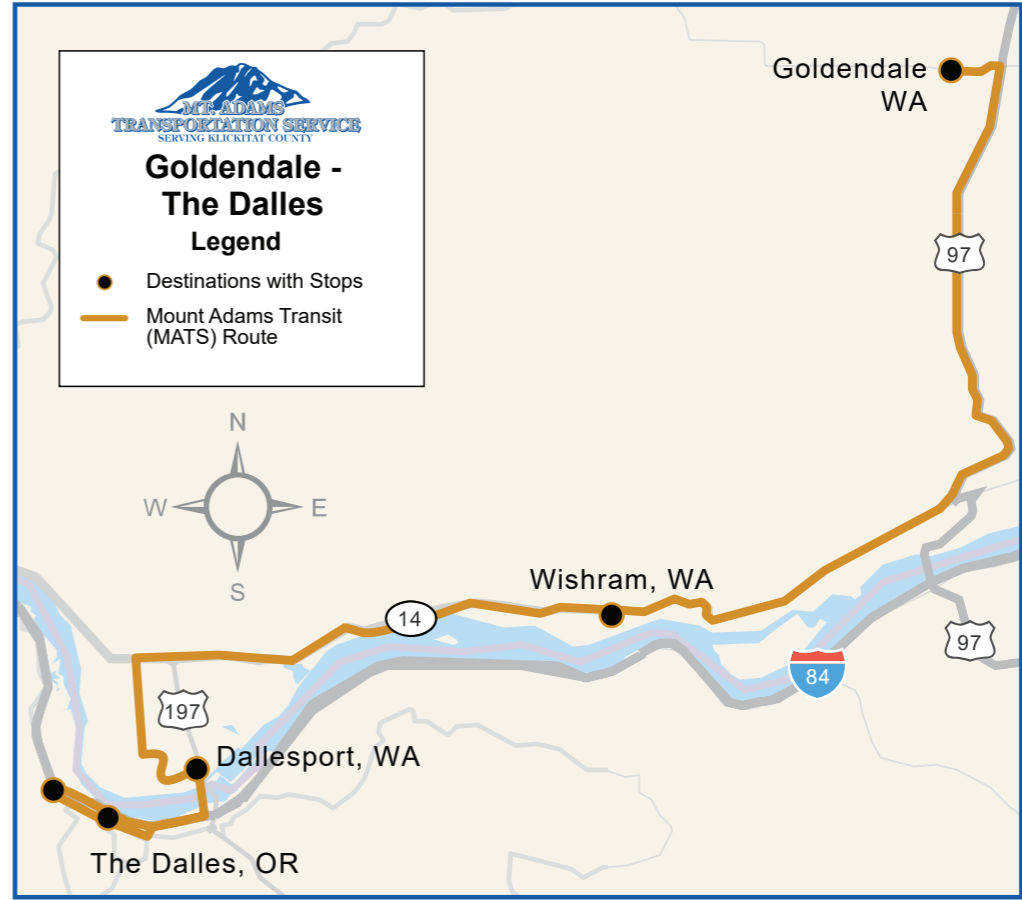 MT. ADAMS
TRANSPORTATION SERVICE
SERVING KLICKITAT COUNTY
Goldendale -
The Dalles
Legend
Destinations with Stops
Mount Adams Transit
(MATS) Route
Goldendale
WA
97
N
W
E
S
Wishram, WA
14
97
84
197
Dallesport, WA
The Dalles, OR